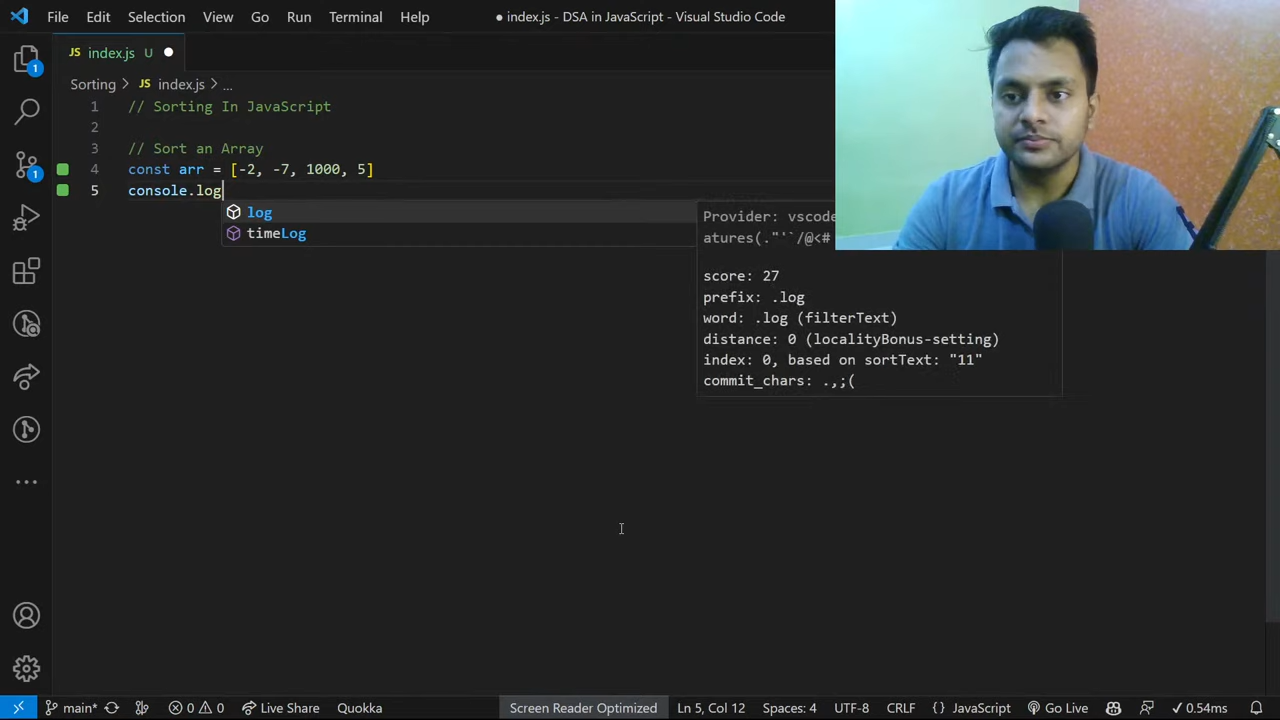 File Edit Selection View Go Run Terminal Help ● index.js - DSA in JavaScript - Visual Studio Code
JS index.js U ●
Sorting > JS index.js > ...
1 // Sorting In JavaScript
2
3 // Sort an Array
4 const arr = [-2, -7, 1000, 5]
5 console.log
log
timeLog
Provider: vscode
atures(."'`/@<#
score: 27
prefix: .log
word: .log (filterText)
distance: 0 (localityBonus-setting)
index: 0, based on sortText: "11"
commit_chars: .,;(
1
1
main* 0 0 Live Share Quokka Screen Reader Optimized Ln 5, Col 12 Spaces: 4 UTF-8 CRLF {} JavaScript Go Live ✓ 0.54ms